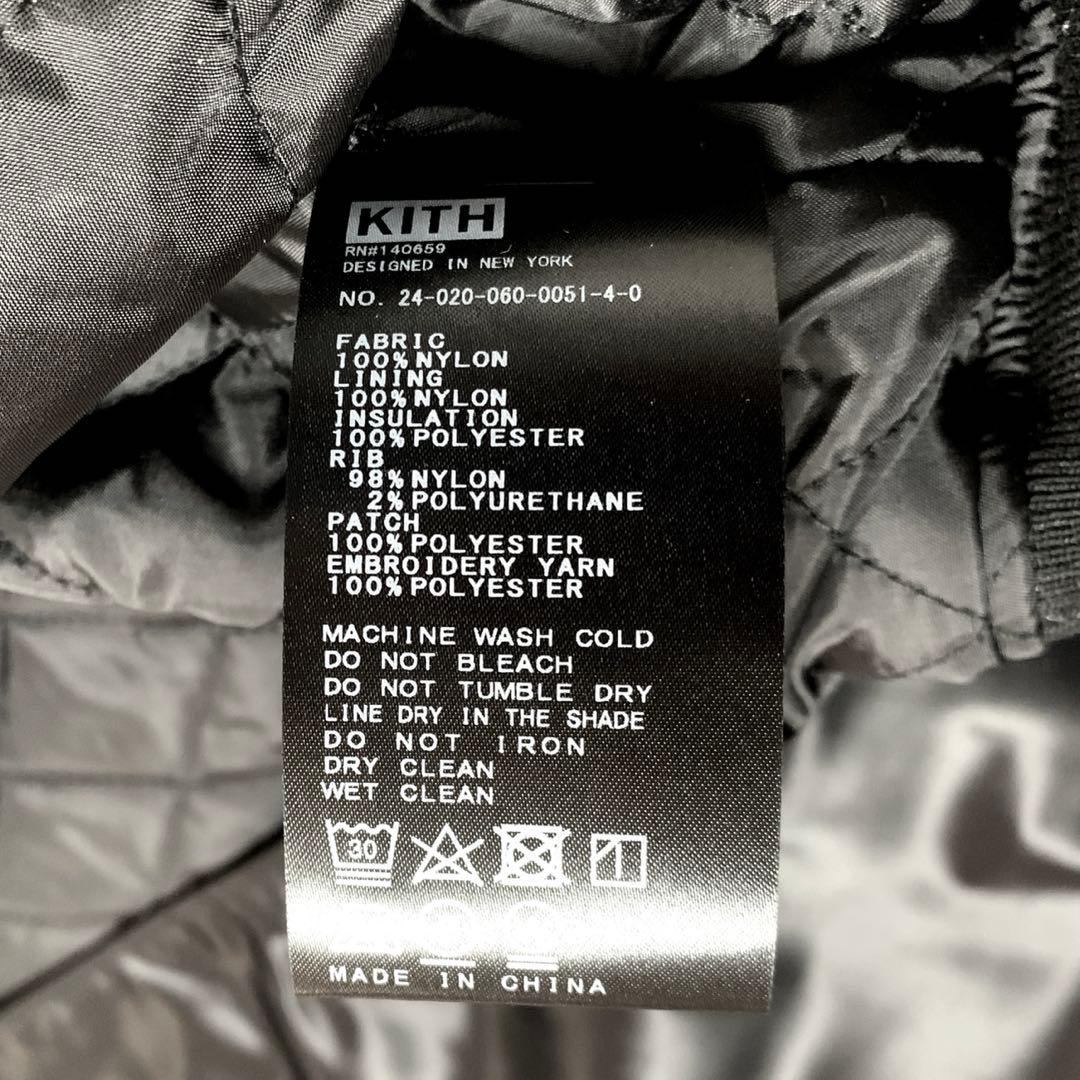 KITH
RN#140659
DESIGNED IN NEW YORK
NO. 24-020-060-0051-4-0
FABRIC
100%NYLON
LINING
100%NYLON
INSULATION
100%POLYESTER
RIB
98%NYLON
2%POLYURETHANE
PATCH
100%POLYESTER
EMBROIDERY YARN
100%POLYESTER
MACHINE WASH COLD
DO NOT BLEACH
DO NOT TUMBLE DRY
LINE DRY IN THE SHADE
DO NOT IRON
DRY CLEAN
WET CLEAN
30
MADE IN CHINA